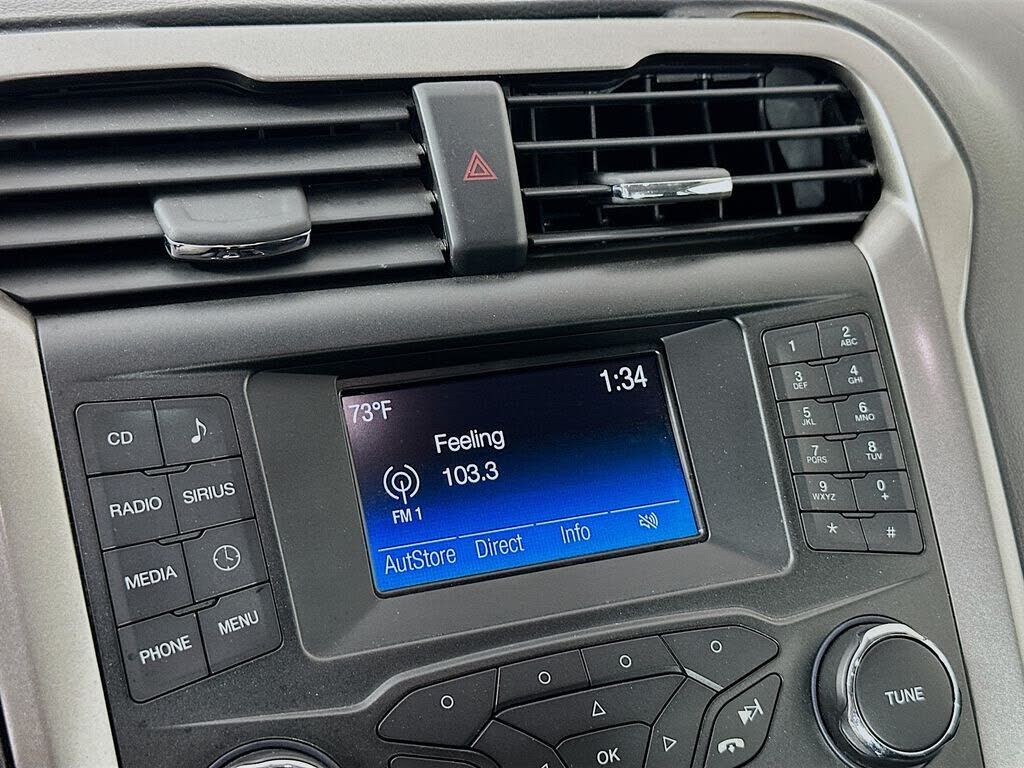 73°F
1:34
Feeling
103.3
FM 1
AutStore Direct Info
CD
RADIO SIRIUS
MEDIA
PHONE MENU
1 2 ABC
3 DEF 4 GHI
5 JKL 6 MNO
7 PQRS 8 TUV
9 WXYZ 0 +
* #
OK
TUNE